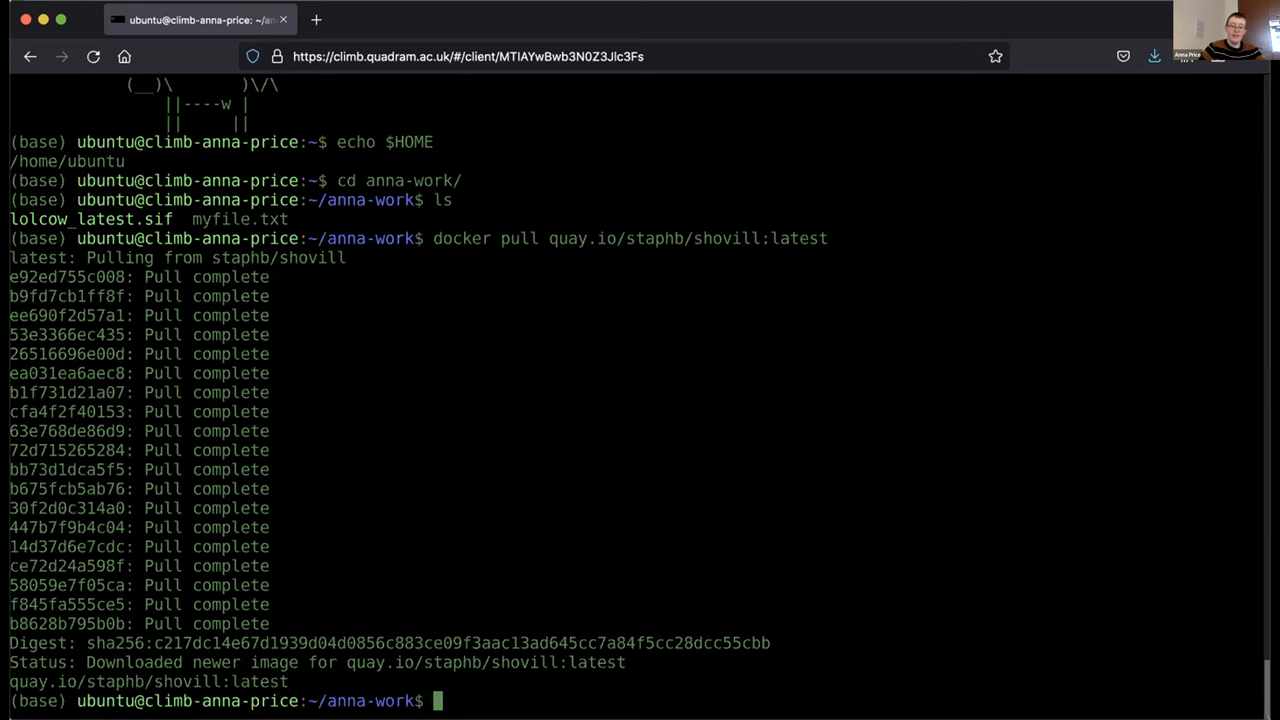 ubuntu@climb-anna-price: ~/an
https://climb.quadram.ac.uk/#/client/MTIAYwBwb3N0Z3Jlc3Fs
Anna Price
(__)\ )\/\
||----w |
|| ||
(base) ubuntu@climb-anna-price:~$ echo $HOME
/home/ubuntu
(base) ubuntu@climb-anna-price:~$ cd anna-work/
(base) ubuntu@climb-anna-price:~/anna-work$ ls
lolcow_latest.sif myfile.txt
(base) ubuntu@climb-anna-price:~/anna-work$ docker pull quay.io/staphb/shovill:latest
latest: Pulling from staphb/shovill
e92ed755c008: Pull complete
b9fd7cb1ff8f: Pull complete
ee690f2d57a1: Pull complete
53e3366ec435: Pull complete
26516696e00d: Pull complete
ea031ea6aec8: Pull complete
b1f731d21a07: Pull complete
cfa4f2f40153: Pull complete
63e768de86d9: Pull complete
72d715265284: Pull complete
bb73d1dca5f5: Pull complete
b675fcb5ab76: Pull complete
30f2d0c314a0: Pull complete
447b7f9b4c04: Pull complete
14d37d6e7cdc: Pull complete
ce72d24a598f: Pull complete
58059e7f05ca: Pull complete
f845fa555ce5: Pull complete
b8628b795b0b: Pull complete
Digest: sha256:c217dc14e67d1939d04d0856c883ce09f3aac13ad645cc7a84f5cc28dcc55cbb
Status: Downloaded newer image for quay.io/staphb/shovill:latest
quay.io/staphb/shovill:latest
(base) ubuntu@climb-anna-price:~/anna-work$